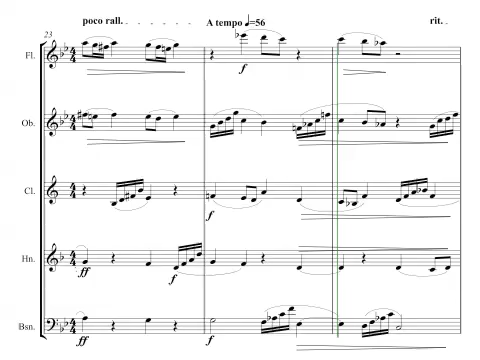 poco rall. A tempo ♩=56 rit.
23
Fl.
f
Ob.
Cl.
f
Hn.
ff f
Bsn.
ff f